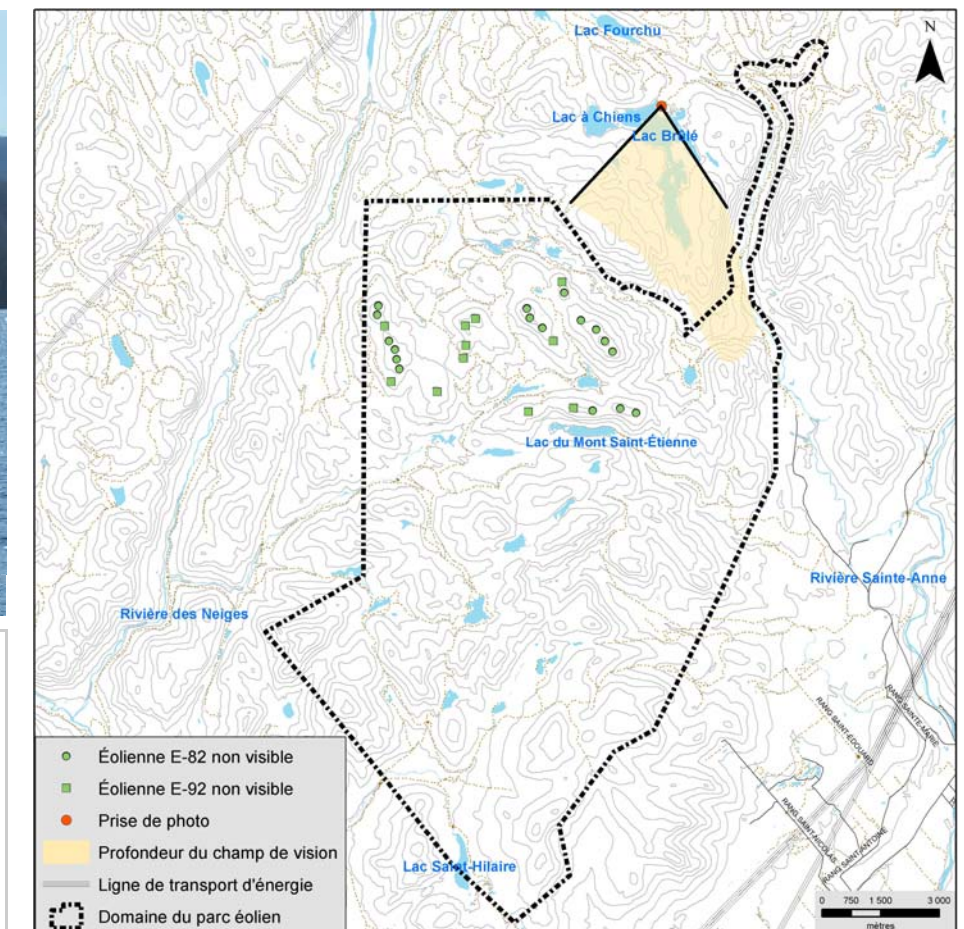 Lac Fourchu
N
Lac à Chiens
Lac Brûlé
Lac du Mont Saint-Étienne
Rivière Sainte-Anne
Rivière des Neiges
RANG SAINTE-MARIE
RANG SAINT-ÉDOUARD
RANG SAINT-NICOLAS
RANG SAINT-ANTOINE
Lac Saint-Hilaire
Éolienne E-82 non visible
Éolienne E-92 non visible
Prise de photo
Profondeur du champ de vision
Ligne de transport d'énergie
Domaine du parc éolien
0 750 1 500 3 000
mètres